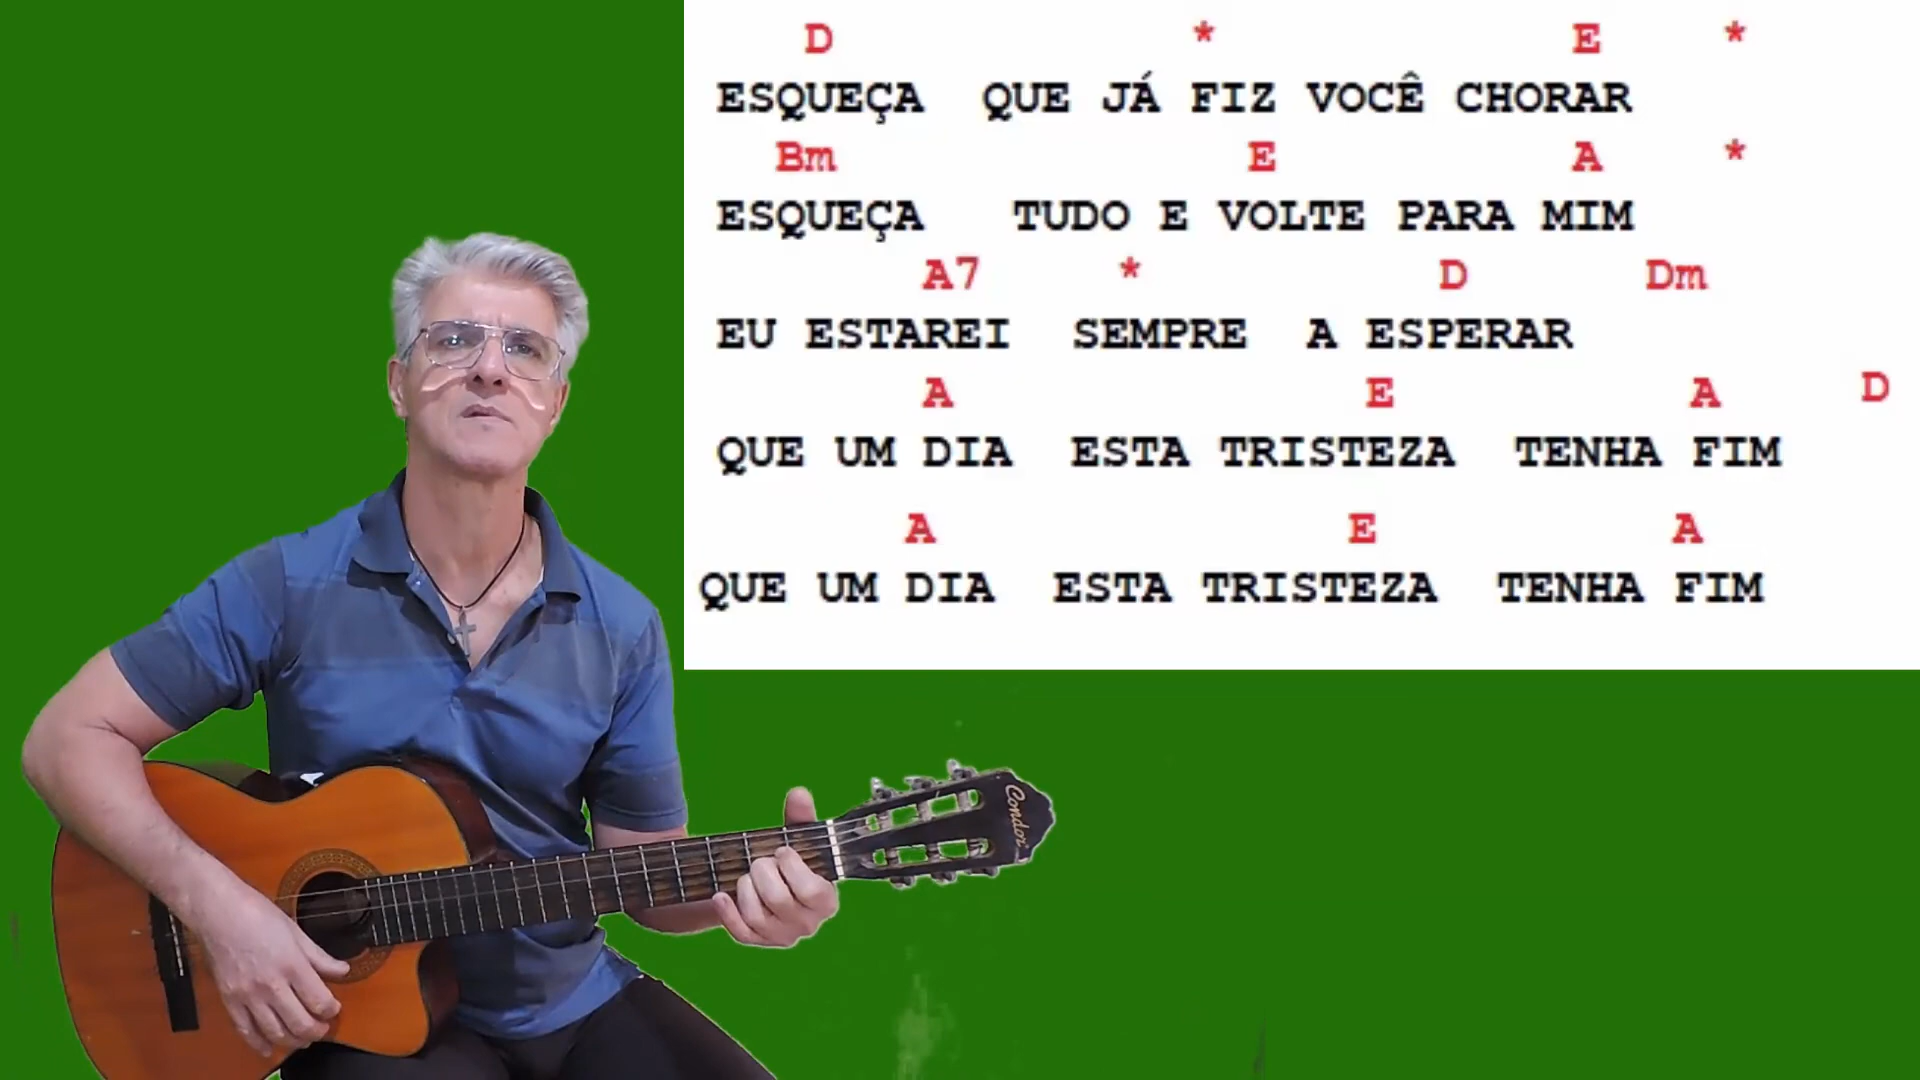 D * E *
ESQUEÇA QUE JÁ FIZ VOCÊ CHORAR
Bm E A *
ESQUEÇA TUDO E VOLTE PARA MIM
A7 * D Dm
EU ESTAREI SEMPRE A ESPERAR
A E A D
QUE UM DIA ESTA TRISTEZA TENHA FIM
A E A
QUE UM DIA ESTA TRISTEZA TENHA FIM
Condor